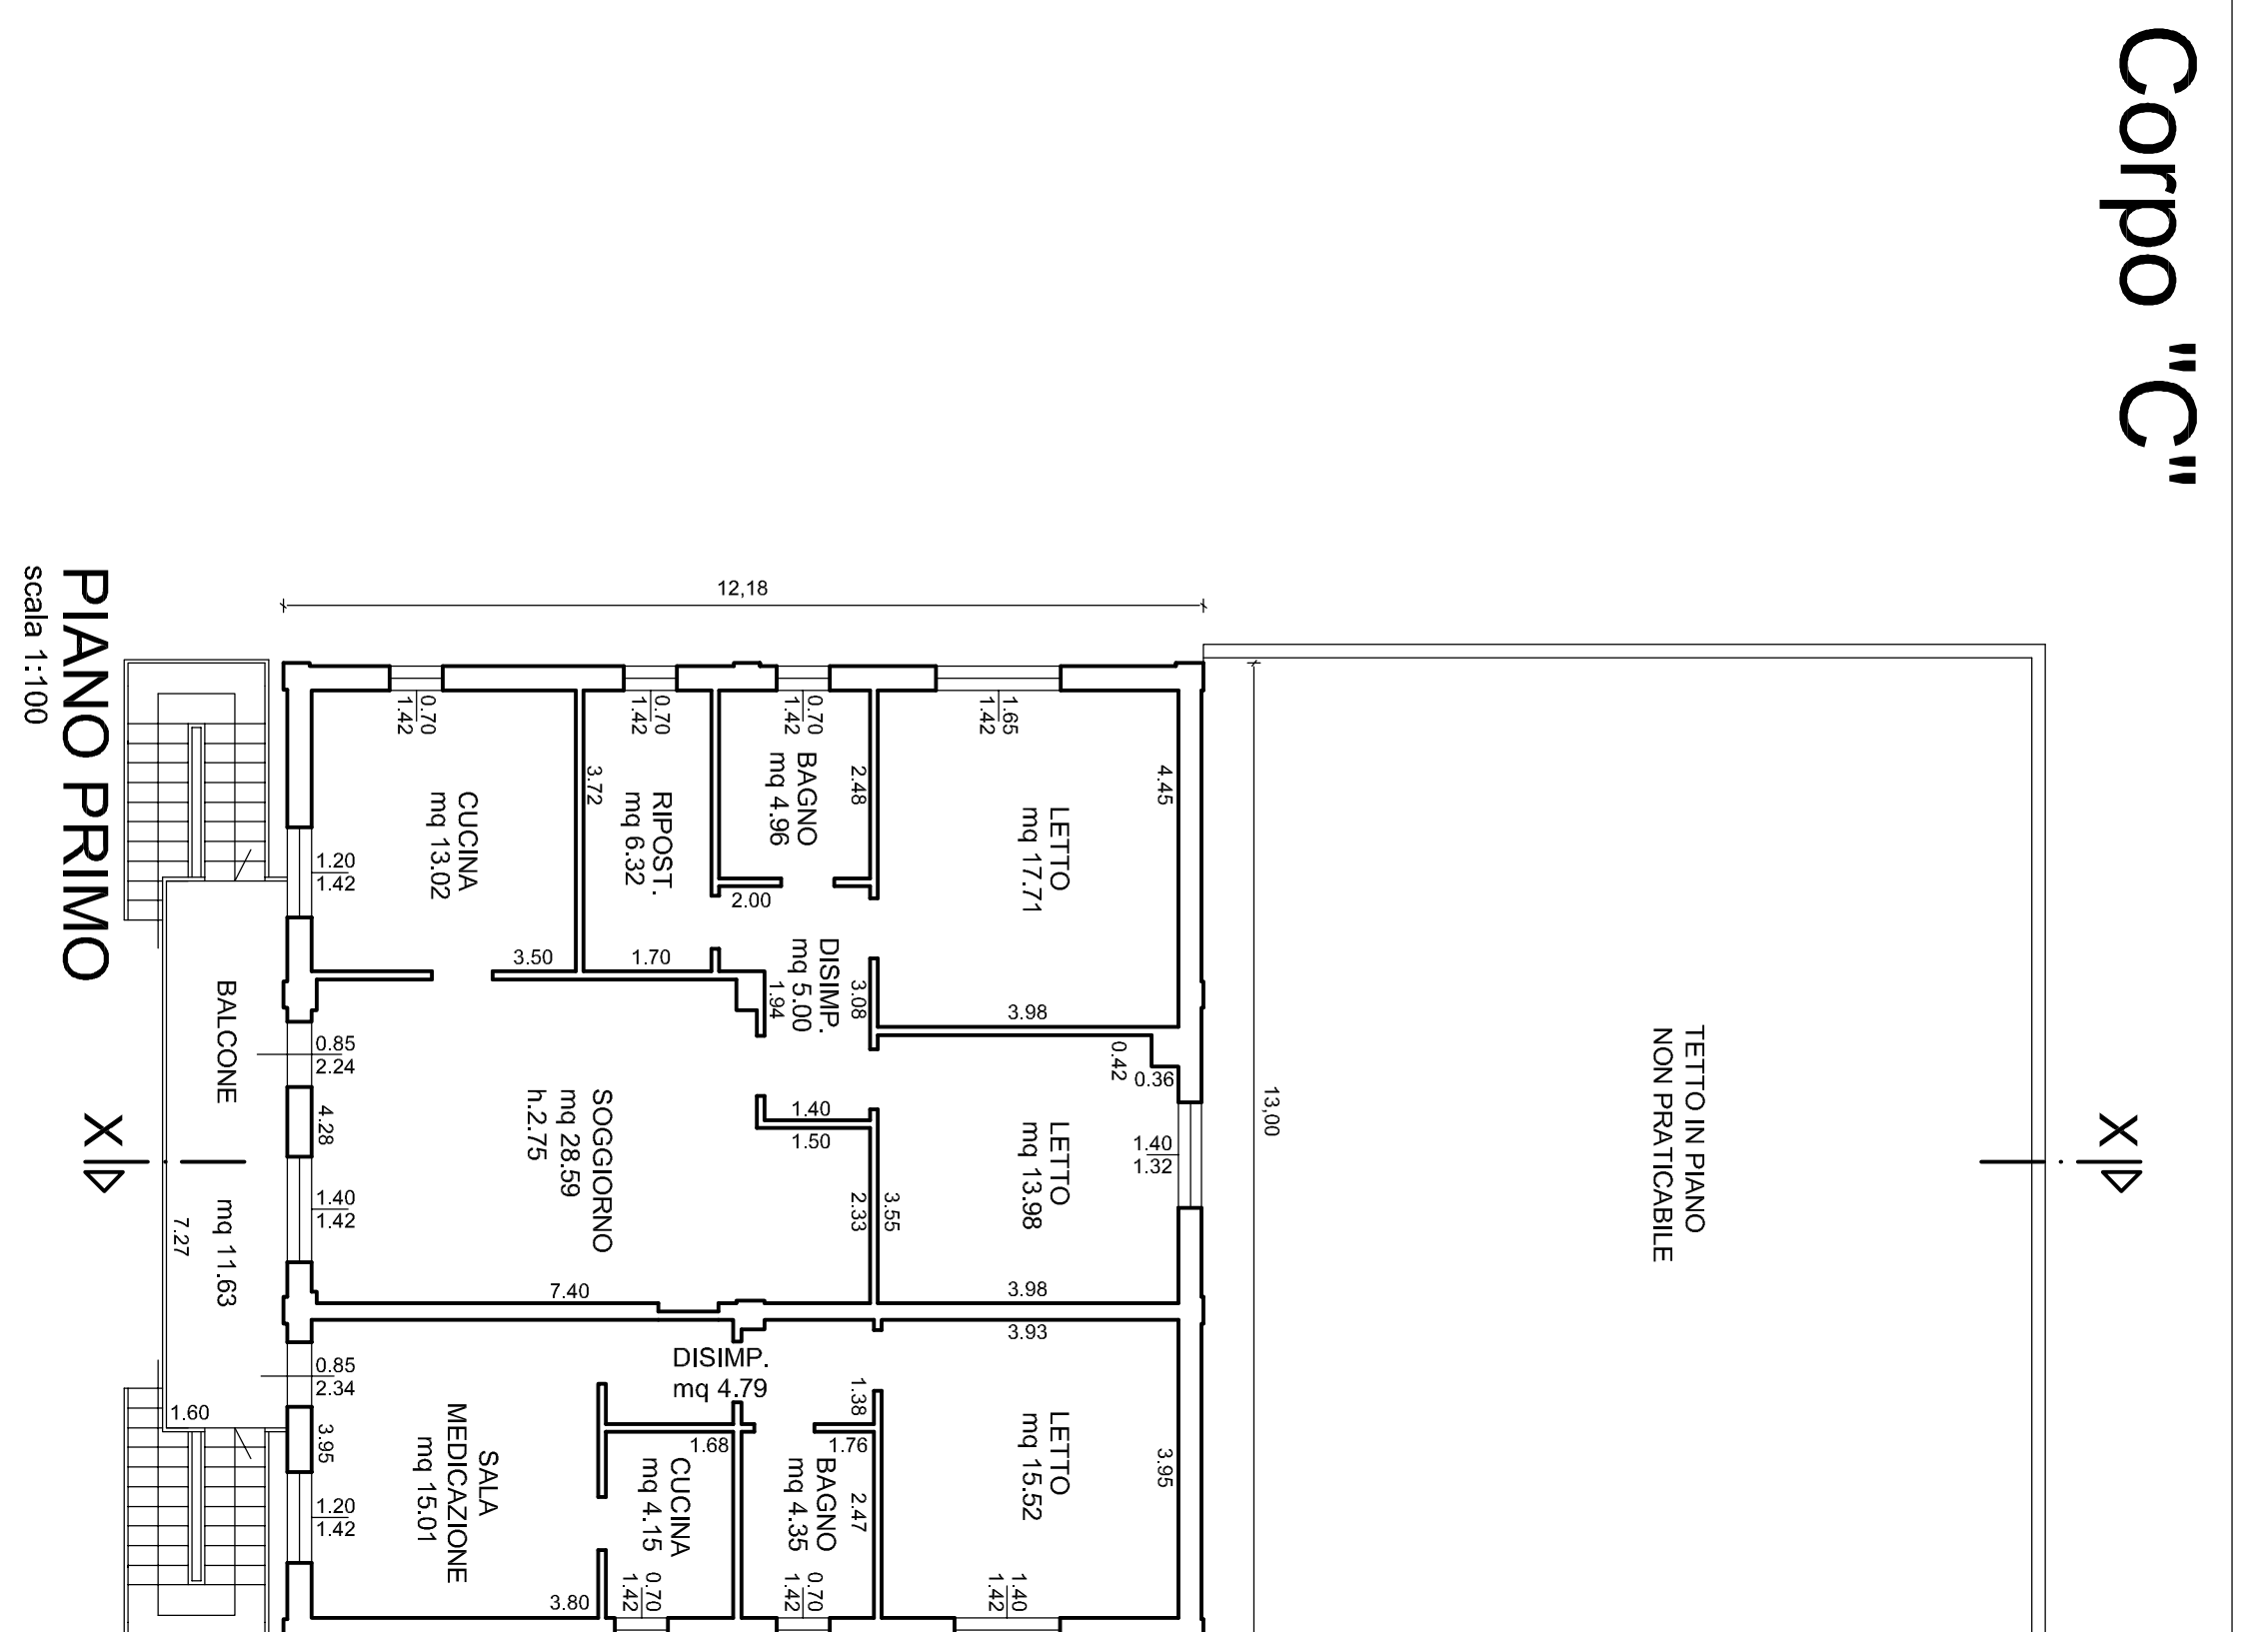 Corpo "C"
PIANO PRIMO
scala 1:100
12,18
13,00
TETTO IN PIANO
NON PRATICABILE
X
X
0.70
1.42
0.70
1.42
0.70
1.42
1.65
1.42
CUCINA
mq 13.02
3.72
RIPOST.
mq 6.32
BAGNO
mq 4.96
2.48
LETTO
mq 17.71
4.45
1.20
1.42
2.00
3.50
1.70
DISIMP.
mq 5.00
1.94
3.08
3.98
0.42
0.36
BALCONE
mq 11.63
7.27
1.60
0.85
2.24
4.28
1.40
1.42
SOGGIORNO
mq 28.59
h.2.75
1.40
1.50
2.33
3.55
LETTO
mq 13.98
1.40
1.32
7.40
3.98
3.93
0.85
2.34
3.95
1.20
1.42
DISIMP.
mq 4.79
1.38
SALA
MEDICAZIONE
mq 15.01
3.80
1.68
CUCINA
mq 4.15
0.70
1.42
1.76
BAGNO
mq 4.35
2.47
0.70
1.42
LETTO
mq 15.52
3.95
1.40
1.42